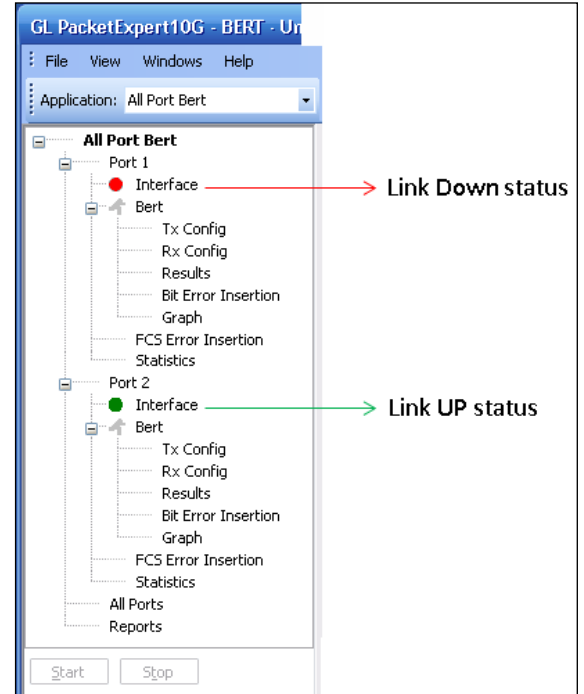 GL PacketExpert10G - BERT - Un
File View Windows Help
Application: All Port Bert
All Port Bert
Port 1
Interface
Link Down status
Bert
Tx Config
Rx Config
Results
Bit Error Insertion
Graph
FCS Error Insertion
Statistics
Port 2
Interface
Link UP status
Bert
Tx Config
Rx Config
Results
Bit Error Insertion
Graph
FCS Error Insertion
Statistics
All Ports
Reports
Start Stop